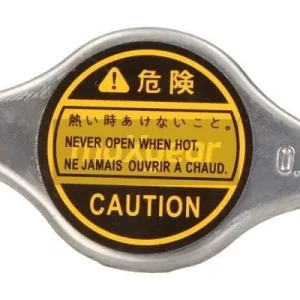 危険
熱い時あけないこと。
NEVER OPEN WHEN HOT.
NE JAMAIS OUVRIR À CHAUD.
CAUTION
0.